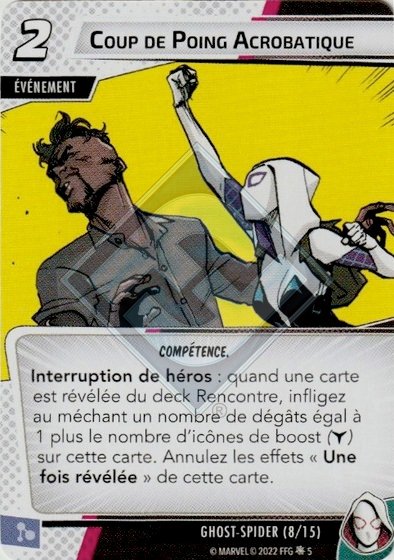 2
COUP DE POING ACROBATIQUE
ÉVÉNEMENT
COMPÉTENCE.
Interruption de héros : quand une carte
est révélée du deck Rencontre, infligez
au méchant un nombre de dégâts égal à
1 plus le nombre d'icônes de boost ( )
sur cette carte. Annulez les effets « Une
fois révélée » de cette carte.
GHOST-SPIDER (8/15)
© MARVEL © 2022 FFG 5